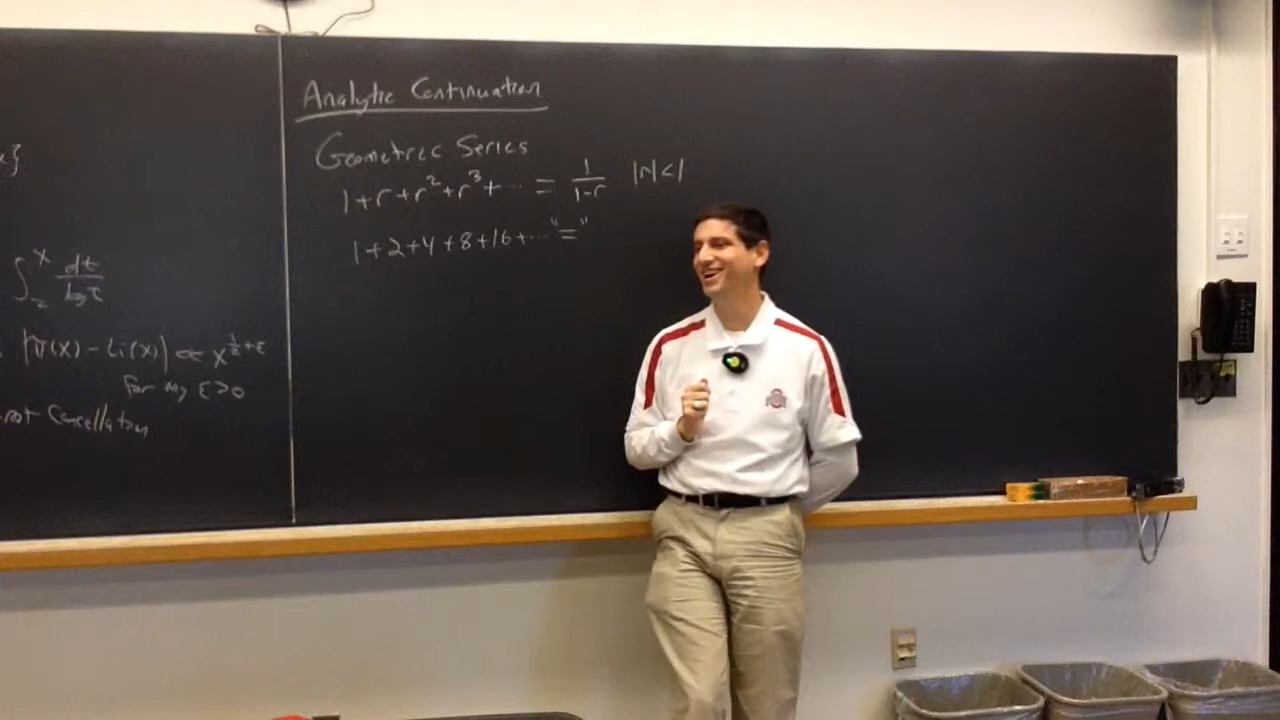 x}
∫₂ˣ dt/log t
|π(x) - Li(x)| ≪ x^{1/2+ε}
for any ε>0
root Cancellation
Analytic Continuation
Geometric Series
1+r+r²+r³+⋯ = 1/(1-r) |r|<1
1+2+4+8+16+⋯ "="